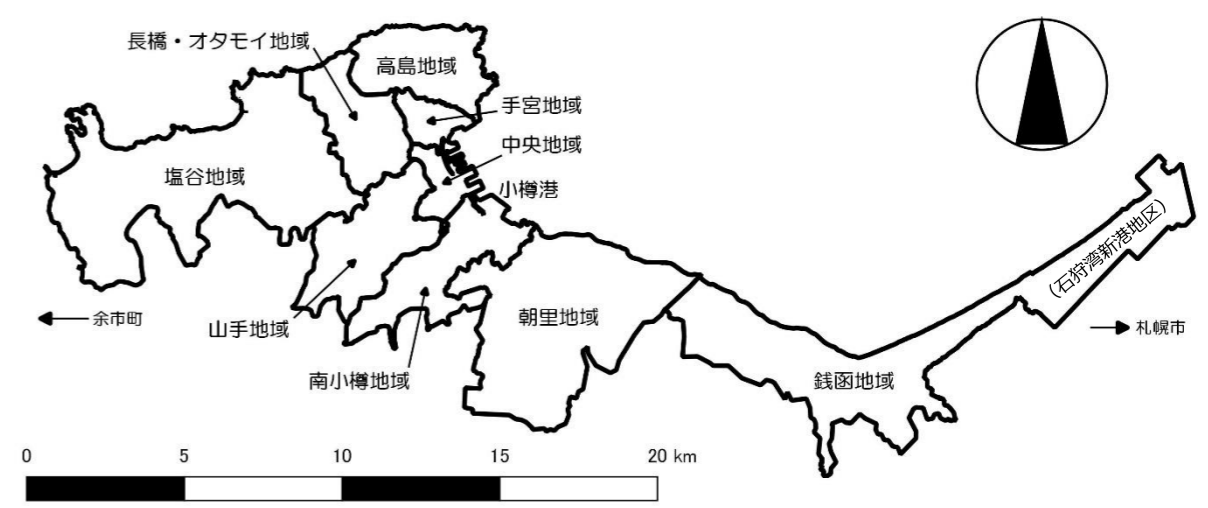 長橋・オタモイ地域
高島地域
手宮地域
中央地域
塩谷地域
小樽港
(石狩湾新港地区)
余市町
山手地域
朝里地域
札幌市
南小樽地域
銭函地域
0 5 10 15 20 km